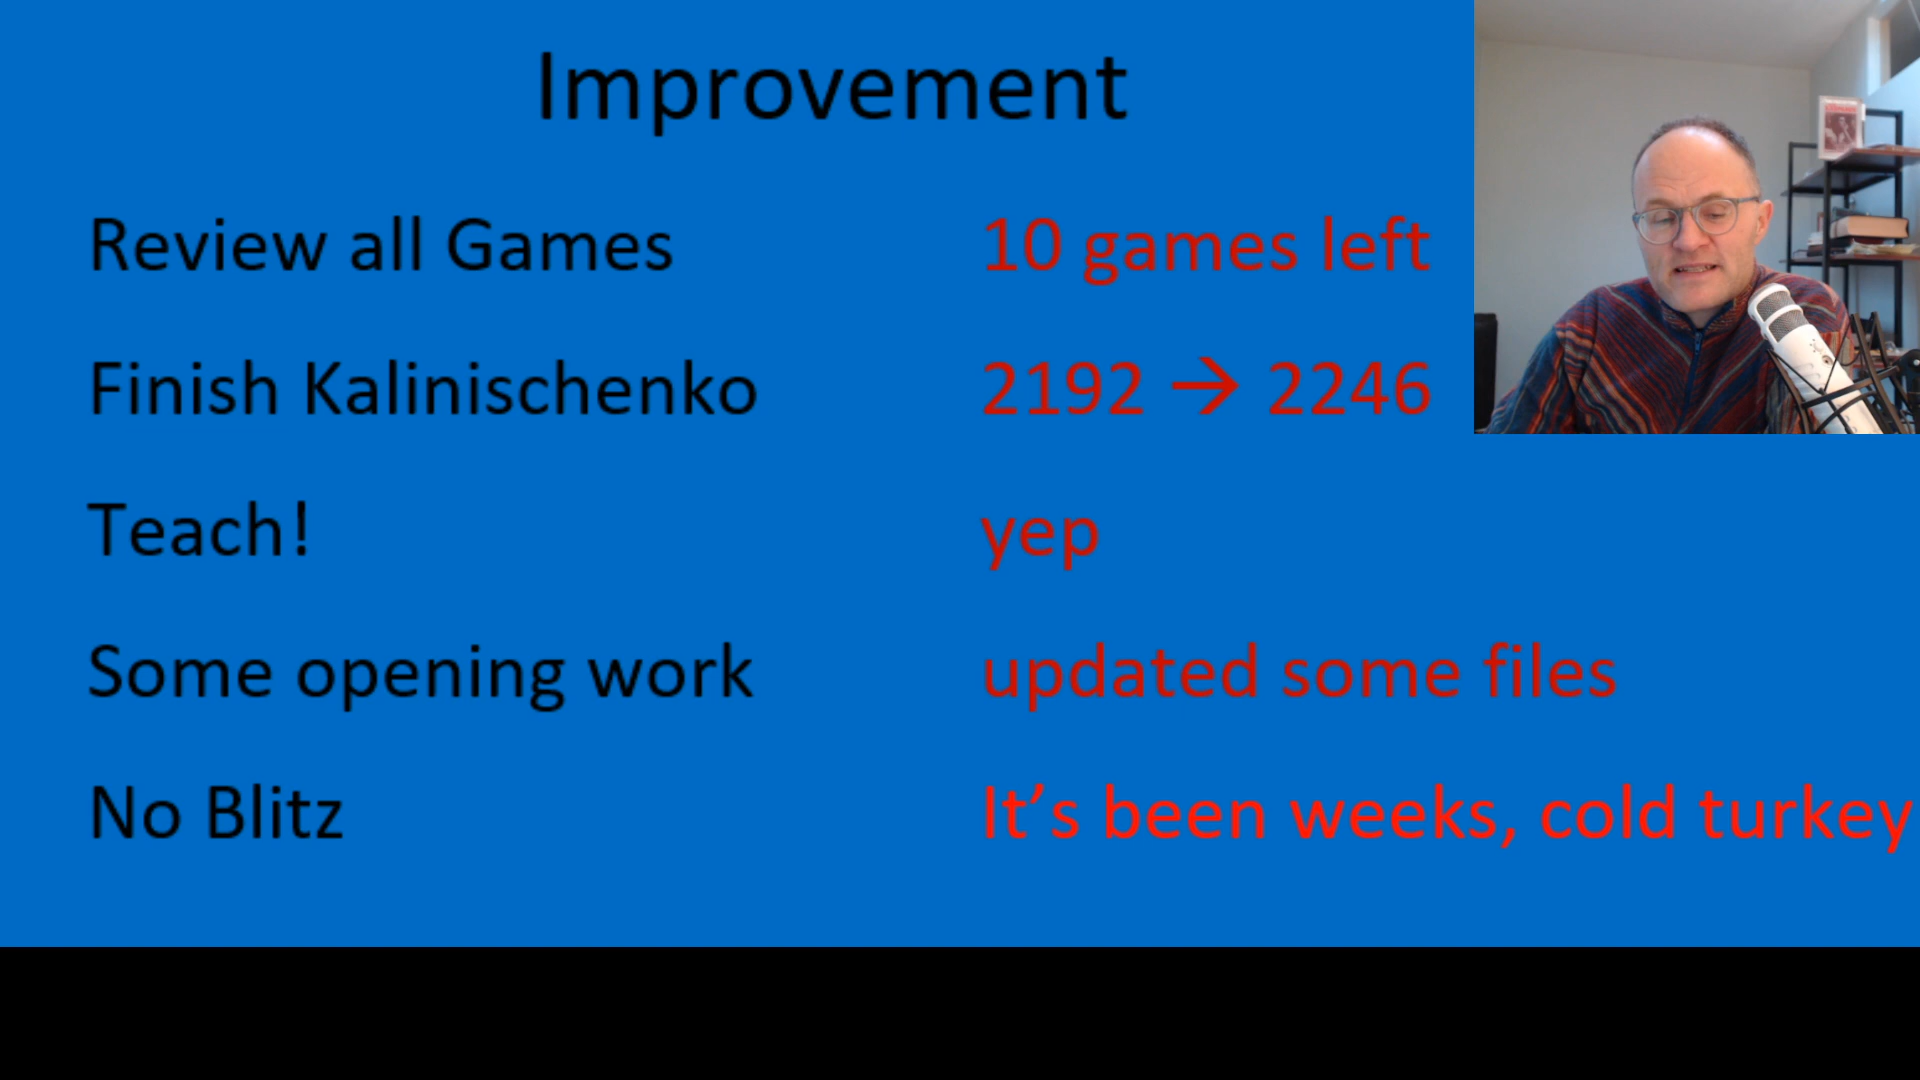 Improvement
Review all Games 10 games left
Finish Kalinischenko 2192 → 2246
Teach! yep
Some opening work updated some files
No Blitz It’s been weeks, cold turkey